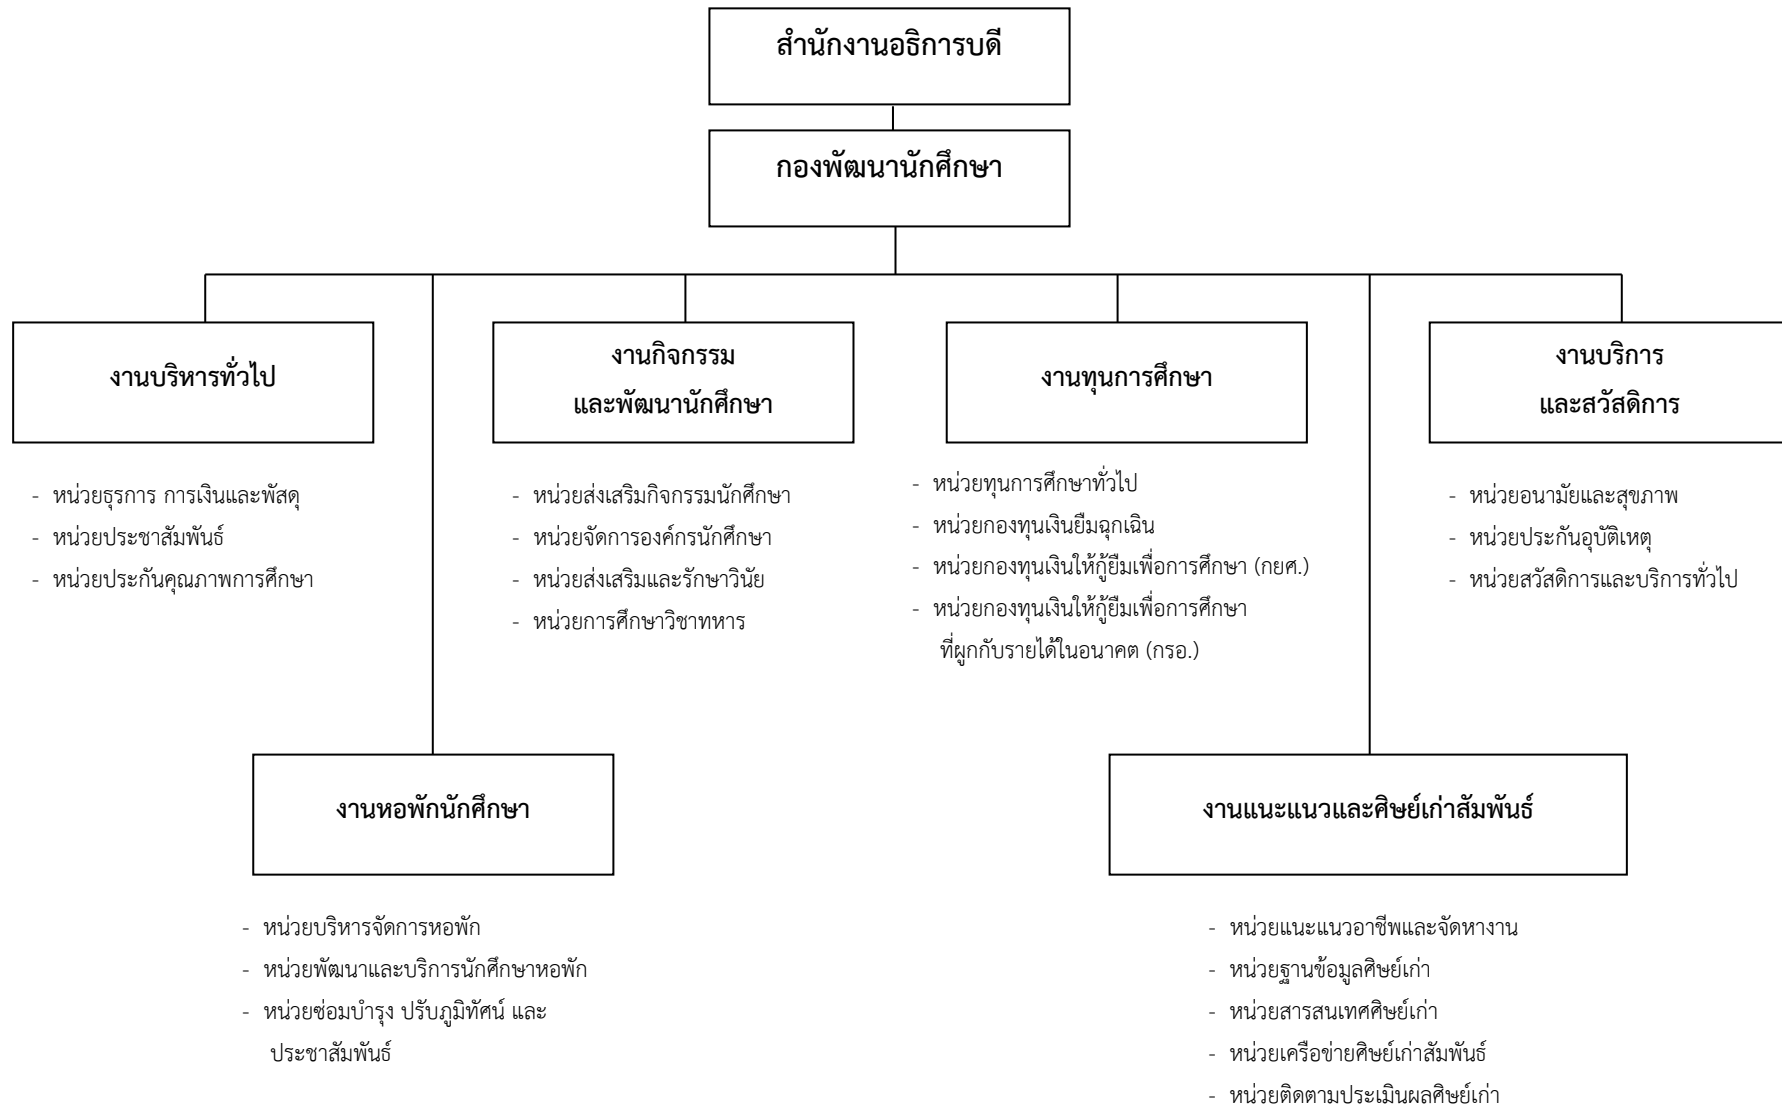 สำนักงานอธิการบดี
กองพัฒนานักศึกษา
งานบริหารทั่วไป
- หน่วยธุรการ การเงินและพัสดุ
- หน่วยประชาสัมพันธ์
- หน่วยประกันคุณภาพการศึกษา
งานกิจกรรม
และพัฒนานักศึกษา
- หน่วยส่งเสริมกิจกรรมนักศึกษา
- หน่วยจัดการองค์กรนักศึกษา
- หน่วยส่งเสริมและรักษาวินัย
- หน่วยการศึกษาวิชาทหาร
งานทุนการศึกษา
- หน่วยทุนการศึกษาทั่วไป
- หน่วยกองทุนเงินยืมฉุกเฉิน
- หน่วยกองทุนเงินให้กู้ยืมเพื่อการศึกษา (กยศ.)
- หน่วยกองทุนเงินให้กู้ยืมเพื่อการศึกษา
ที่ผูกกับรายได้ในอนาคต (กรอ.)
งานบริการ
และสวัสดิการ
- หน่วยอนามัยและสุขภาพ
- หน่วยประกันอุบัติเหตุ
- หน่วยสวัสดิการและบริการทั่วไป
งานหอพักนักศึกษา
- หน่วยบริหารจัดการหอพัก
- หน่วยพัฒนาและบริการนักศึกษาหอพัก
- หน่วยซ่อมบำรุง ปรับภูมิทัศน์ และ
ประชาสัมพันธ์
งานแนะแนวและศิษย์เก่าสัมพันธ์
- หน่วยแนะแนวอาชีพและจัดหางาน
- หน่วยฐานข้อมูลศิษย์เก่า
- หน่วยสารสนเทศศิษย์เก่า
- หน่วยเครือข่ายศิษย์เก่าสัมพันธ์
- หน่วยติดตามประเมินผลศิษย์เก่า